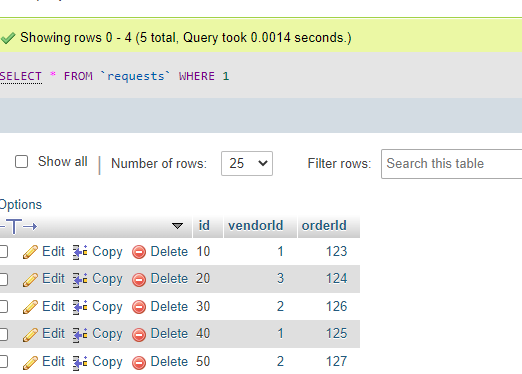 Showing rows 0 - 4 (5 total, Query took 0.0014 seconds.)
SELECT * FROM `requests` WHERE 1
Show all | Number of rows: 25 Filter rows: Search this table
Options
id vendorId orderId
Edit Copy Delete 10 1 123
Edit Copy Delete 20 3 124
Edit Copy Delete 30 2 126
Edit Copy Delete 40 1 125
Edit Copy Delete 50 2 127